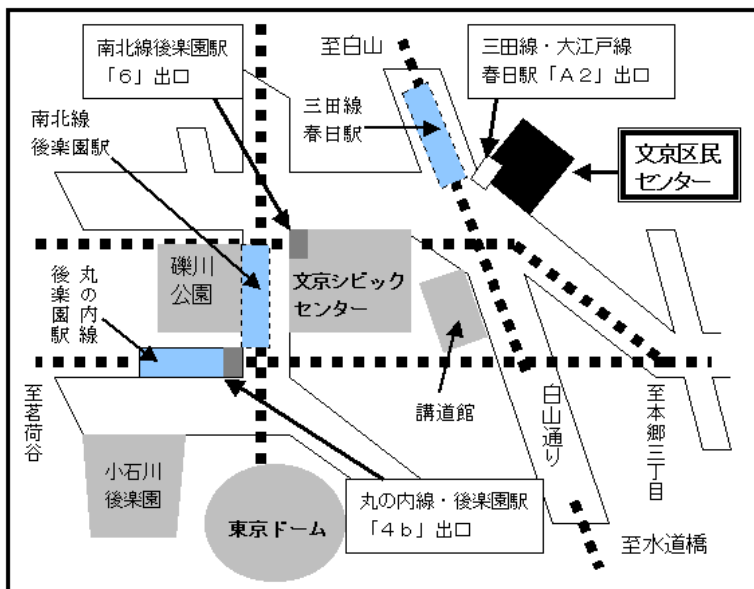 南北線後楽園駅
「6」出口
至白山
三田線・大江戸線
春日駅「A2」出口
南北線
後楽園駅
三田線
春日駅
文京区民
センター
礫川
公園
文京シビック
センター
丸の内線
後楽園駅
講道館
至茗荷谷
白山通り
至本郷三丁目
小石川
後楽園
東京ドーム
丸の内線・後楽園駅
「4b」出口
至水道橋